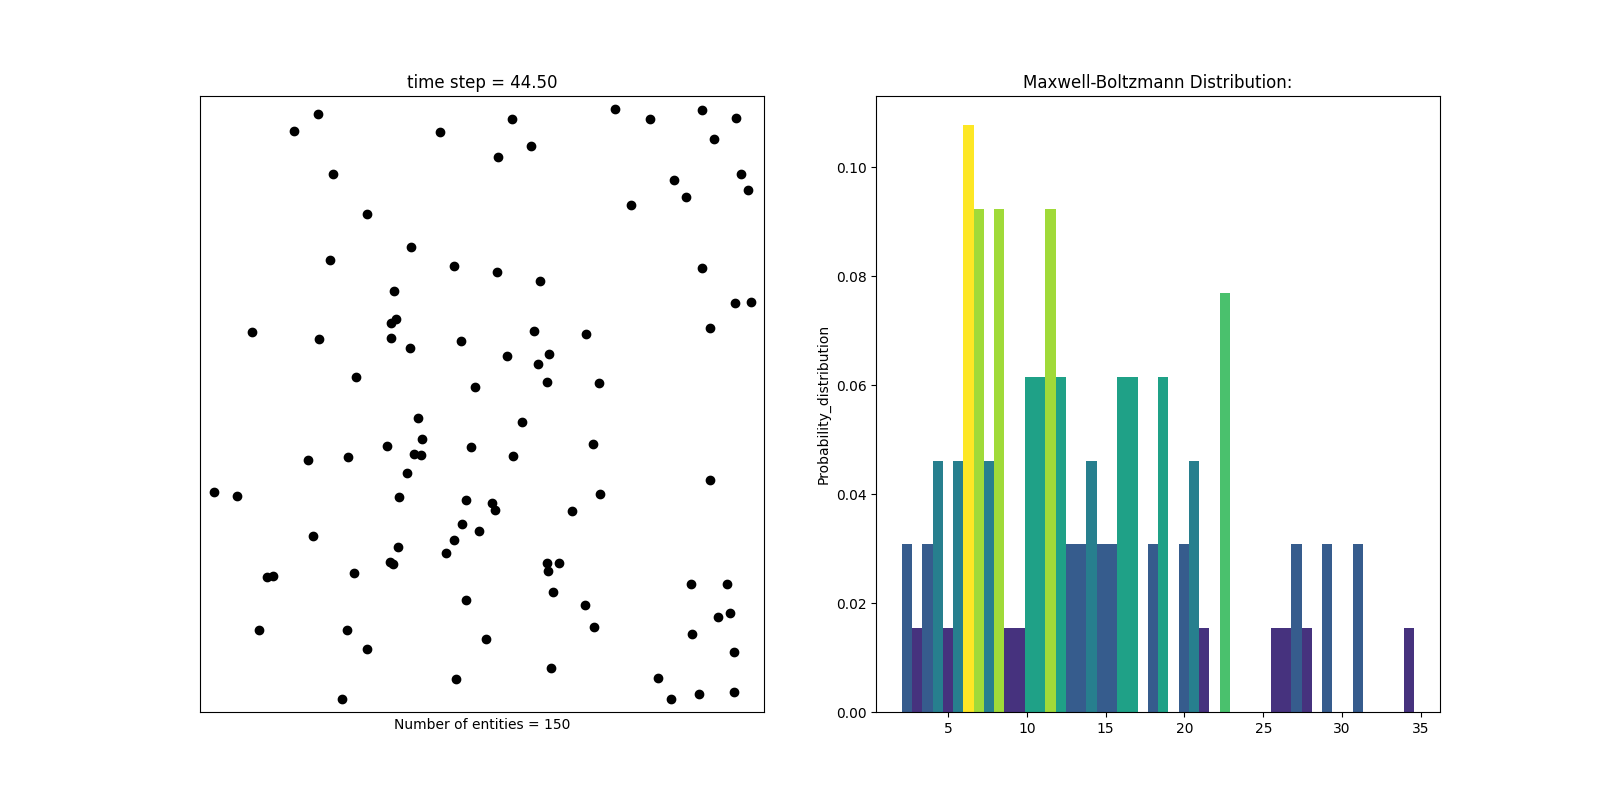 time step = 44.50
Number of entities = 150
Maxwell-Boltzmann Distribution:
Probability_distribution
0.10
0.08
0.06
0.04
0.02
0.00
5 10 15 20 25 30 35